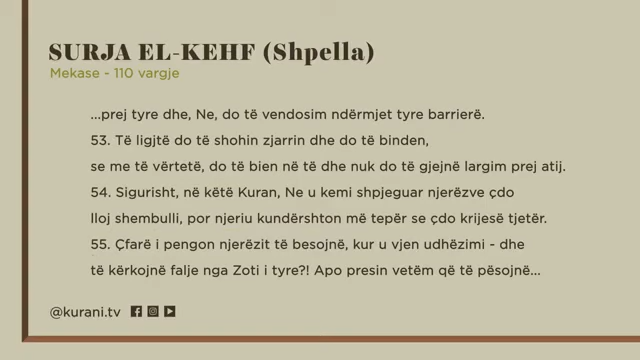 SURJA EL-KEHF (Shpella)
Mekase - 110 vargje
...prej tyre dhe, Ne, do të vendosim ndërmjet tyre barrierë.
53. Të ligjtë do të shohin zjarrin dhe do të binden,
se me të vërtetë, do të bien në të dhe nuk do të gjejnë largim prej atij.
54. Sigurisht, në këtë Kuran, Ne u kemi shpjeguar njerëzve çdo
lloj shembulli, por njeriu kundërshton më tepër se çdo krijesë tjetër.
55. Çfarë i pengon njerëzit të besojnë, kur u vjen udhëzimi - dhe
të kërkojnë falje nga Zoti i tyre?! Apo presin vetëm që të pësojnë...
@kurani.tv